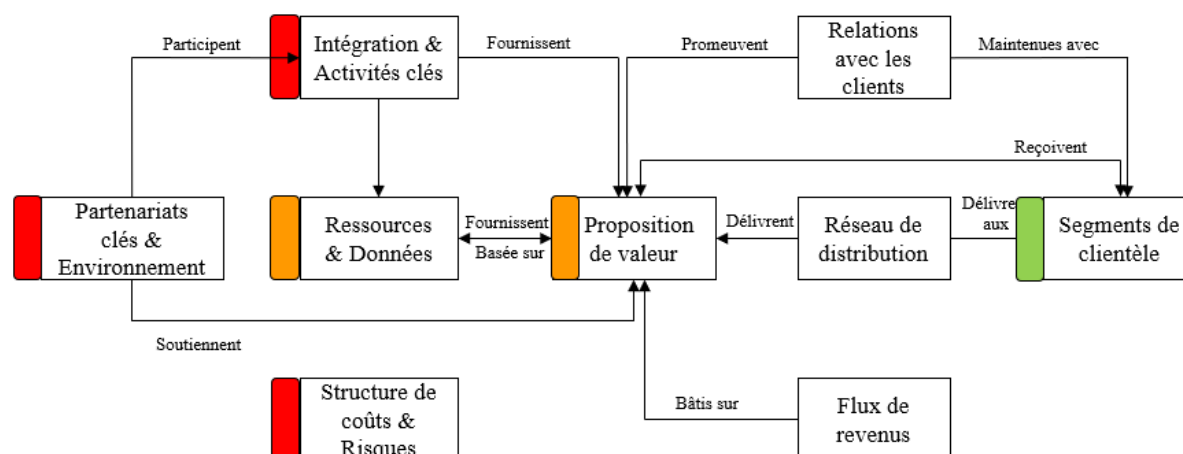 Participent
Intégration &
Activités clés
Fournissent
Promeuvent
Relations
avec les
clients
Maintenues avec
Reçoivent
Partenariats
clés &
Environnement
Ressources
& Données
Fournissent
Basée sur
Proposition
de valeur
Délivrent
Réseau de
distribution
Délivre
aux
Segments de
clientèle
Soutiennent
Structure de
coûts &
Risques
Bâtis sur
Flux de
revenus